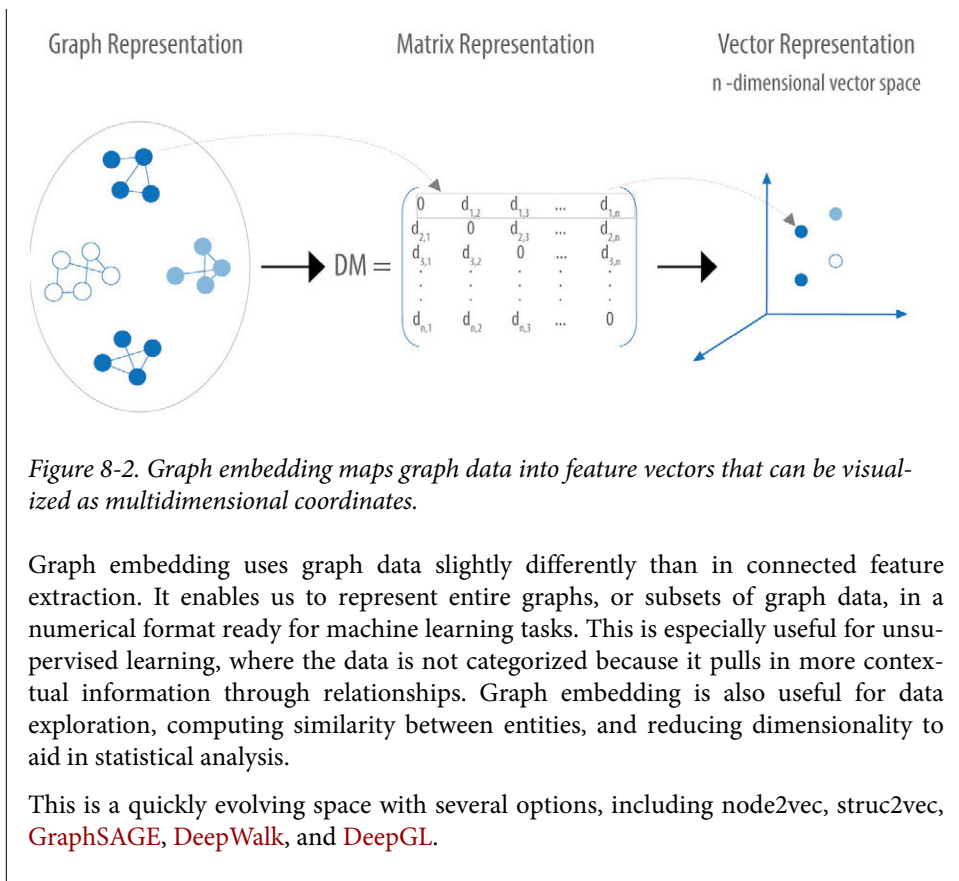 Graph Representation
Matrix Representation
Vector Representation
n -dimensional vector space
DM =
0 d1,2 d1,3 ... d1,n
d2,1 0 d2,3 ... d2,n
d3,1 d3,2 0 ... d3,n
. . . . .
. . . . .
. . . . .
dn,1 dn,2 dn,3 ... 0
Figure 8-2. Graph embedding maps graph data into feature vectors that can be visual-
ized as multidimensional coordinates.
Graph embedding uses graph data slightly differently than in connected feature
extraction. It enables us to represent entire graphs, or subsets of graph data, in a
numerical format ready for machine learning tasks. This is especially useful for unsu-
pervised learning, where the data is not categorized because it pulls in more contex-
tual information through relationships. Graph embedding is also useful for data
exploration, computing similarity between entities, and reducing dimensionality to
aid in statistical analysis.
This is a quickly evolving space with several options, including node2vec, struc2vec,
GraphSAGE, DeepWalk, and DeepGL.